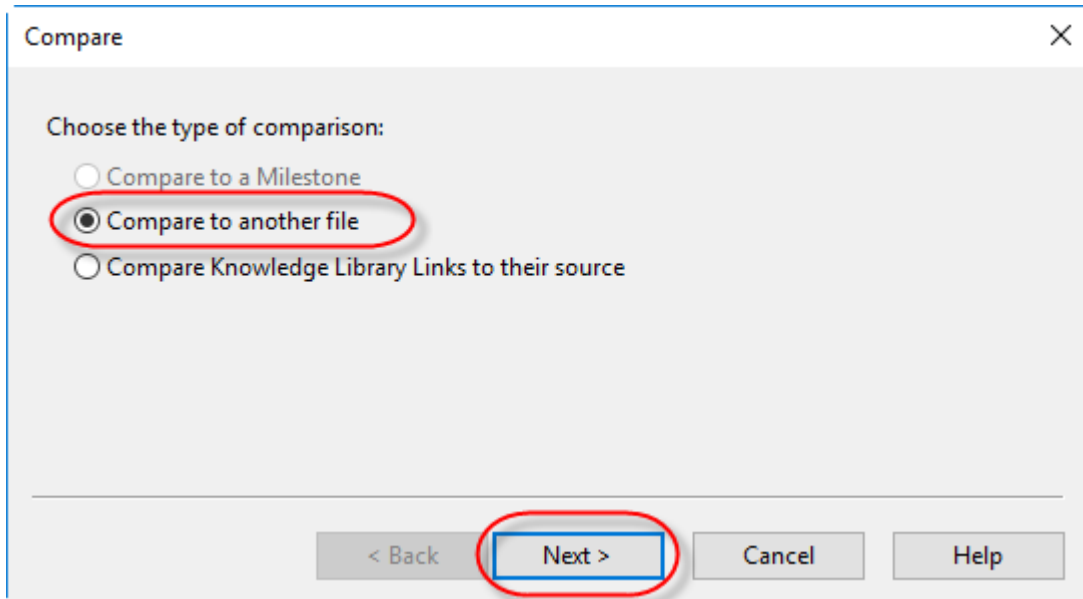 Compare
Choose the type of comparison:
Compare to a Milestone
Compare to another file
Compare Knowledge Library Links to their source
< Back Next > Cancel Help